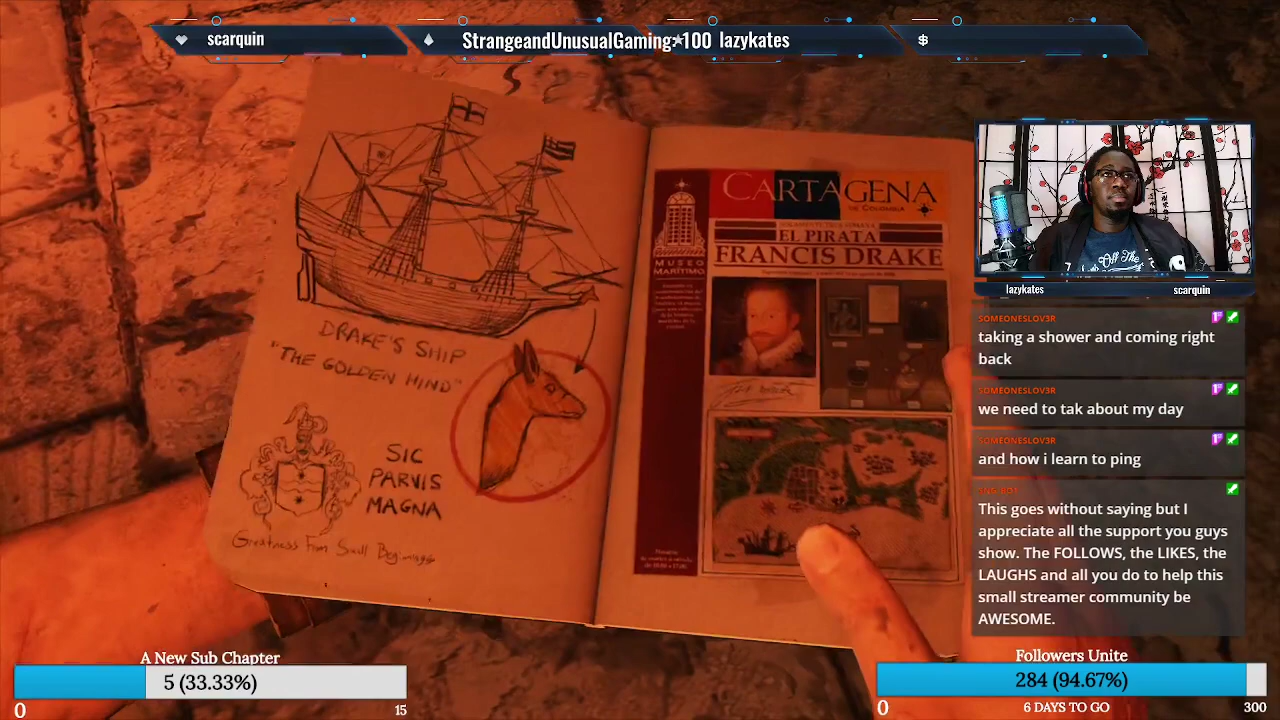 scarquin
StrangeandUnusualGaming: 100 lazykates
$
DRAKE'S SHIP
"THE GOLDEN HIND"
SIC
PARVIS
MAGNA
Greatness From Small Beginnings
CARTAGENA
DE COLOMBIA
EL PIRATA
FRANCIS DRAKE
MUSEO
MARÍTIMO
lazykates
scarquin
SOMEONESLOV3R
taking a shower and coming right
back
SOMEONESLOV3R
we need to tak about my day
SOMEONESLOV3R
and how i learn to ping
This goes without saying but I
appreciate all the support you guys
show. The FOLLOWS, the LIKES, the
LAUGHS and all you do to help this
small streamer community be
AWESOME.
A New Sub Chapter
5 (33.33%)
0
15
Followers Unite
284 (94.67%)
0
6 DAYS TO GO
300